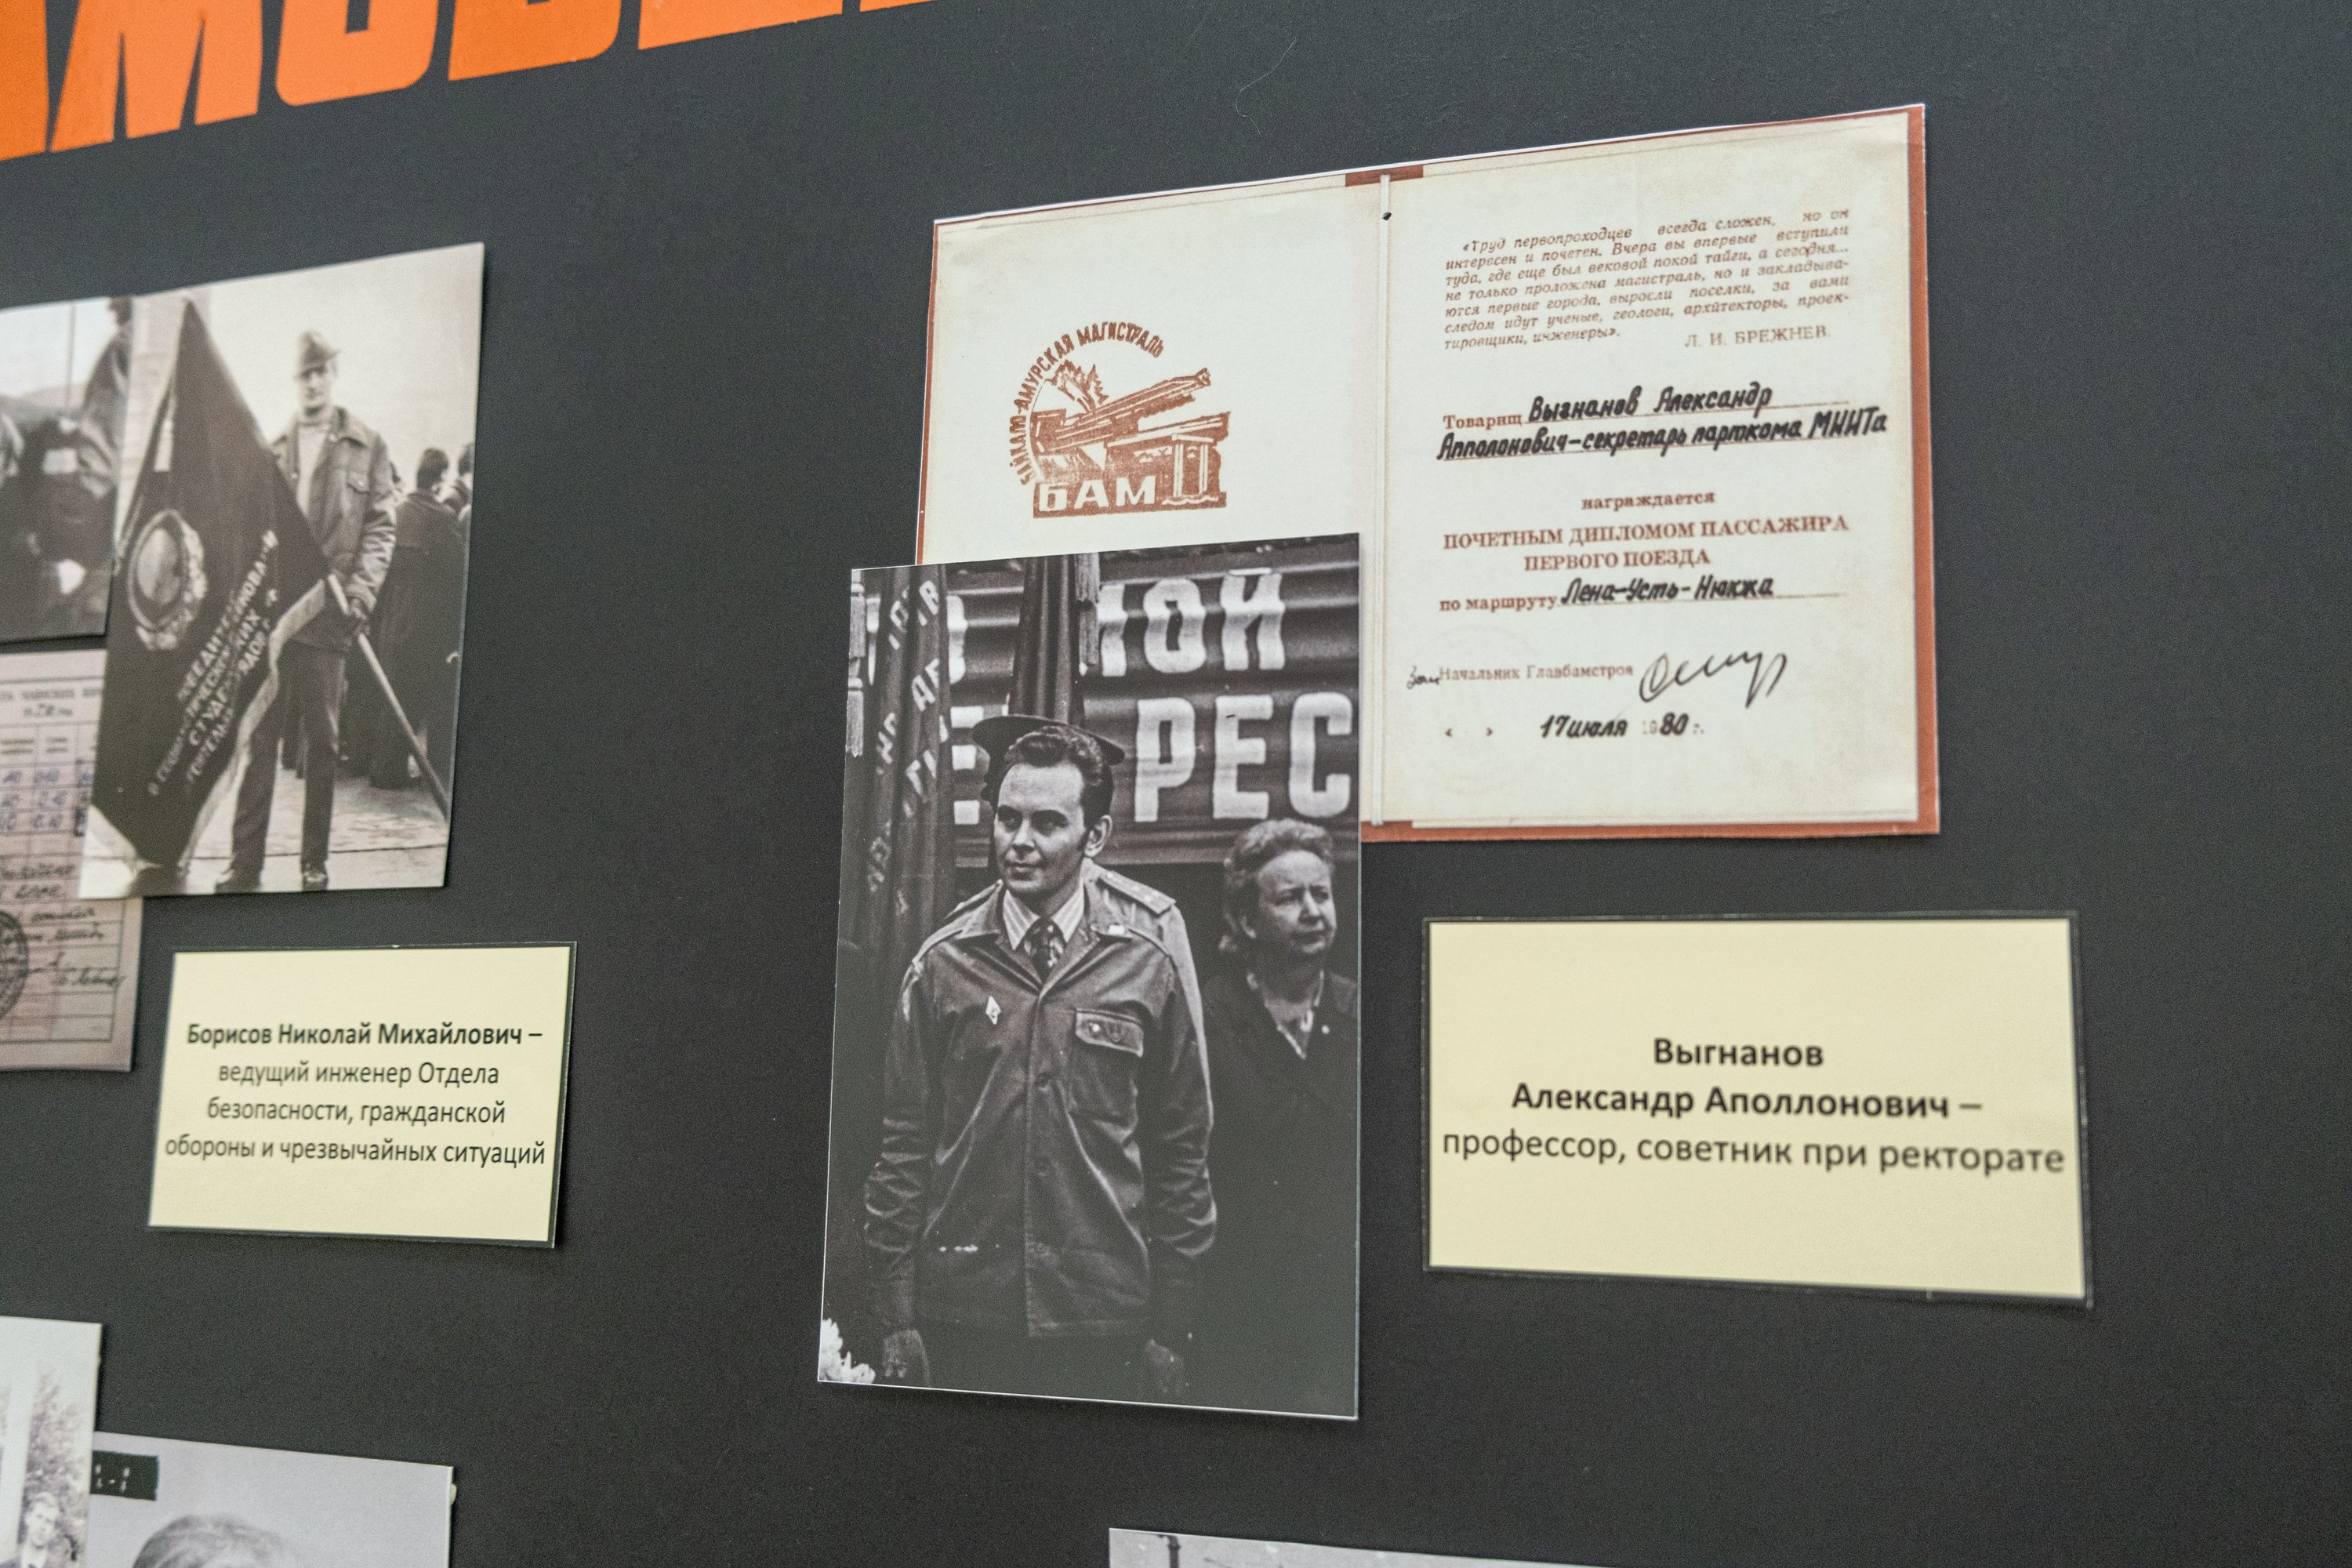 БАЙКАЛО-АМУРСКАЯ МАГИСТРАЛЬ
БАМ
«Труд первопроходцев всегда сложен, но он
интересен и почетен. Вчера вы впервые вступили
туда, где еще был вековой покой тайги, а сегодня...
не только проложена магистраль, но и закладыва-
ются первые города, выросли поселки, за вами
следом идут ученые, геологи, архитекторы, проек-
тировщики, инженеры».
Л. И. БРЕЖНЕВ.
Товарищ Выгнанов Александр
Апполонович-секретарь парткома МИИТа
награждается
ПОЧЕТНЫМ ДИПЛОМОМ ПАССАЖИРА
ПЕРВОГО ПОЕЗДА
по маршруту Лена-Усть-Нюкжа
Зам Начальник Главбамстроя
« » 17 июля 1980 г.
МОЙ
РЕС
Борисов Николай Михайлович –
ведущий инженер Отдела
безопасности, гражданской
обороны и чрезвычайных ситуаций
Выгнанов
Александр Аполлонович –
профессор, советник при ректорате